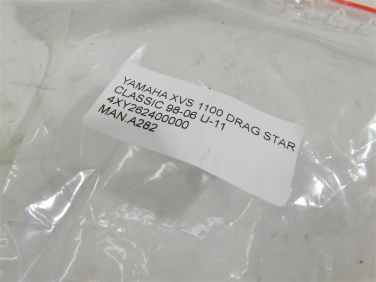 YAMAHA XVS 1100 DRAG STAR
CLASSIC 98-06 U-11
4XY262400000
MAN.A282